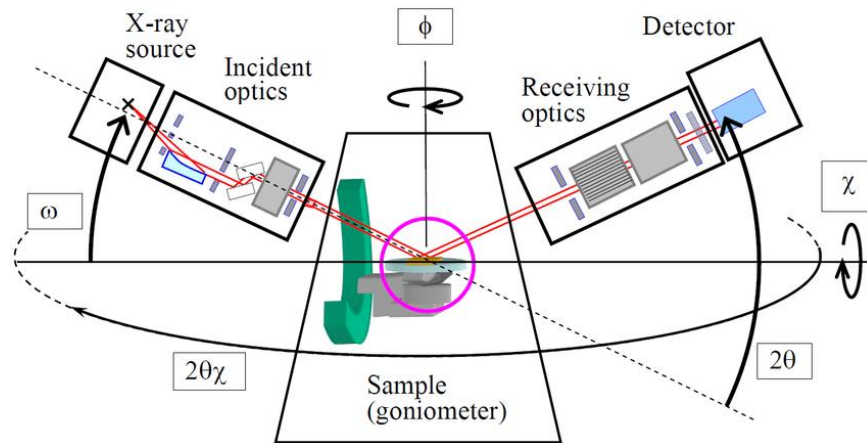 X-ray
source
Incident
optics
ϕ
Receiving
optics
Detector
ω
χ
2θχ
Sample
(goniometer)
2θ